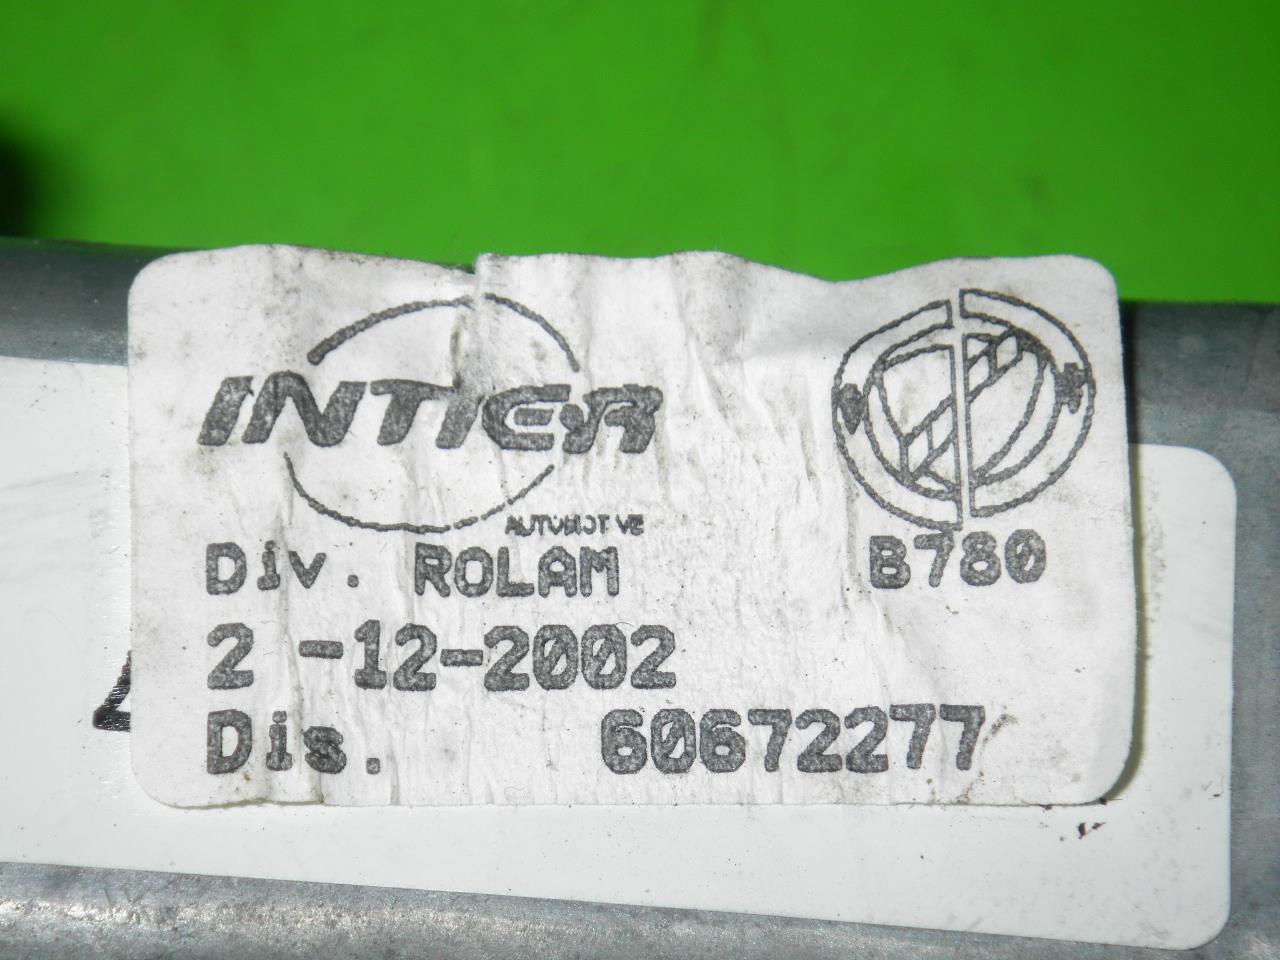 INTIER
AUTOMOTIVE
Div. ROLAM
B780
2 -12-2002
Dis. 60672277